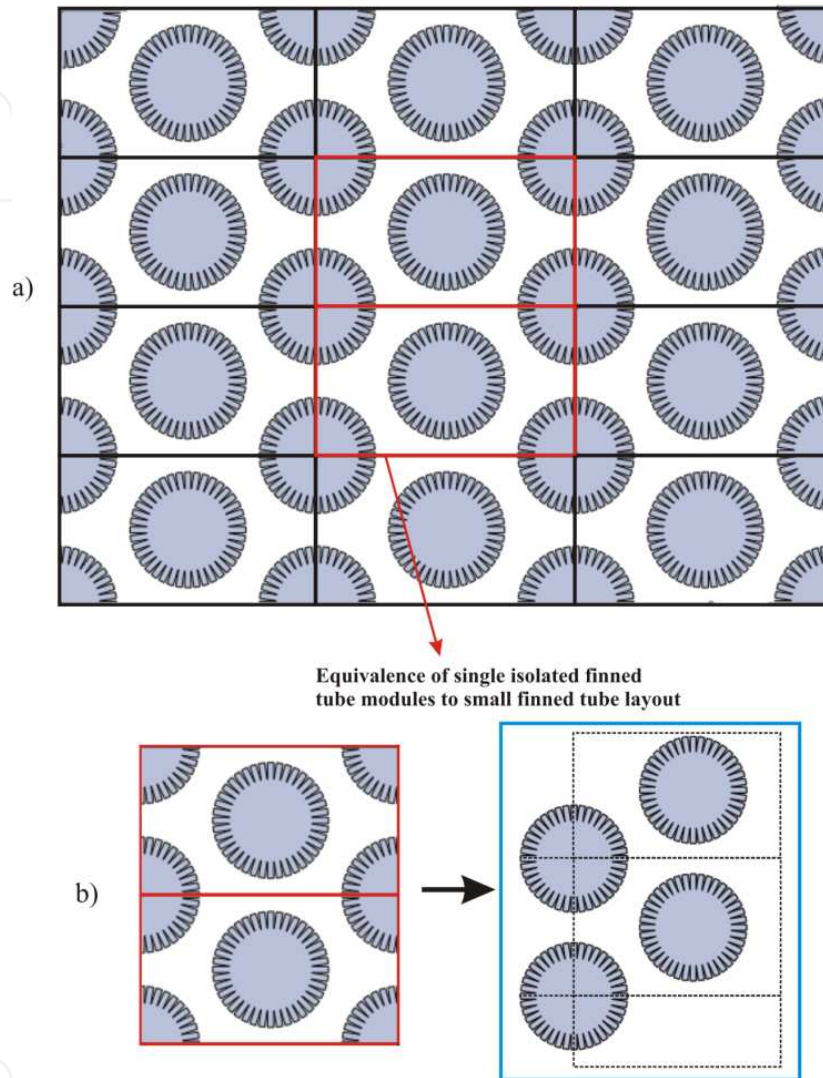 a)
Equivalence of single isolated finned
tube modules to small finned tube layout
b)